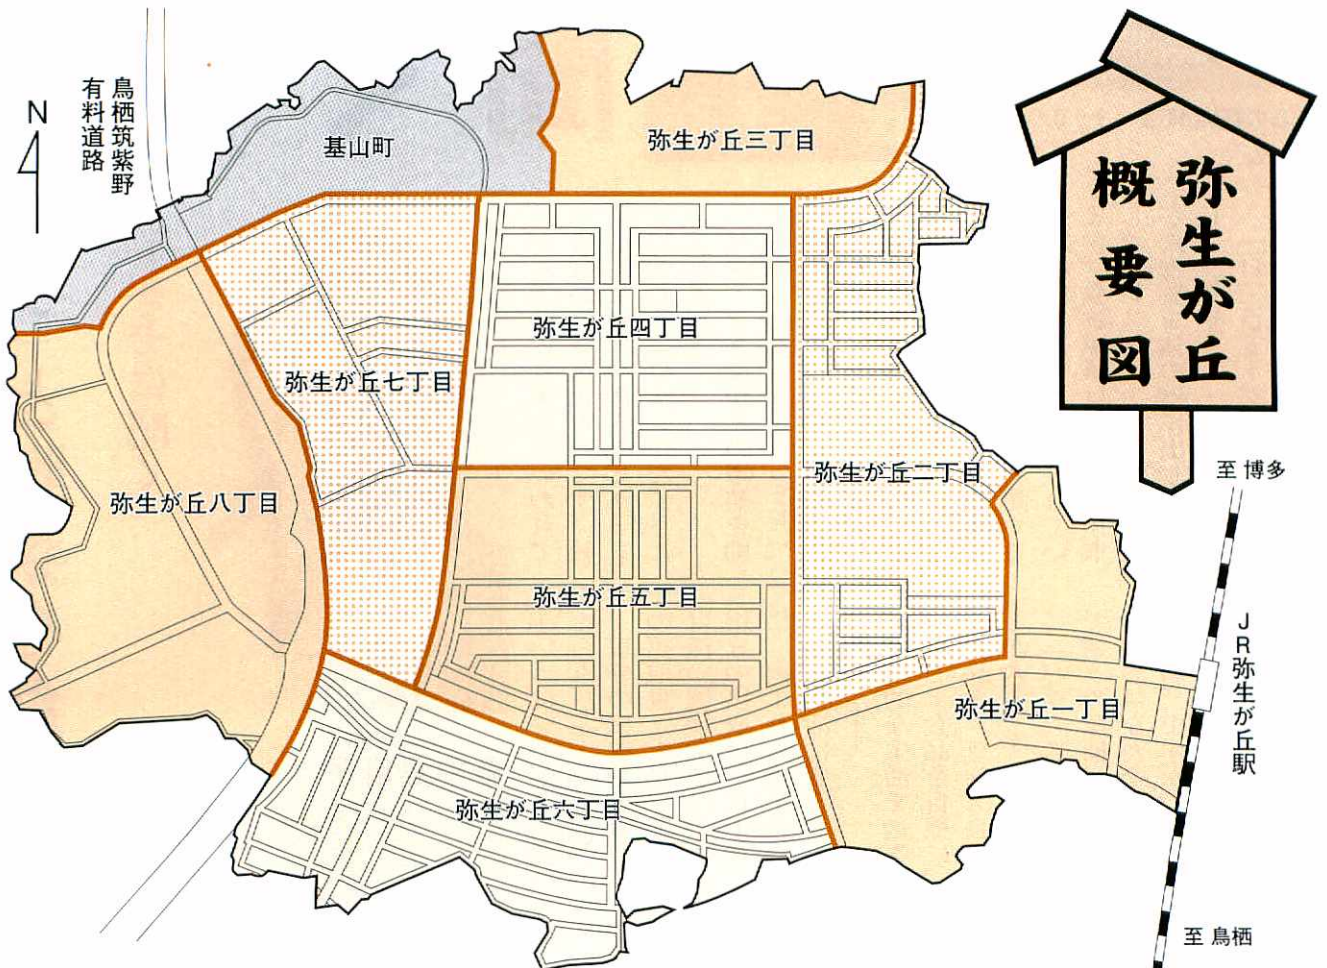 弥生が丘
概要図
N
鳥栖筑紫野
有料道路
基山町
弥生が丘三丁目
弥生が丘四丁目
弥生が丘七丁目
弥生が丘二丁目
弥生が丘八丁目
弥生が丘五丁目
弥生が丘一丁目
弥生が丘六丁目
至 博多
JR弥生が丘駅
至 鳥栖